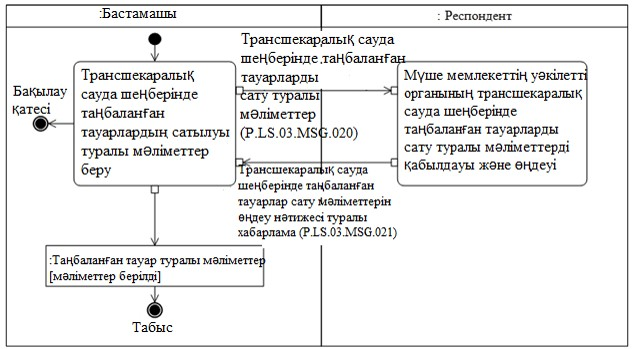 :Бастамашы
: Респондент
Трансшекаралық
сауда шеңберінде
таңбаланған
тауарлардың сатылуы
туралы мәліметтер
беру
Бақылау
қатесі
Трансшекаралық сауда
шеңберінде таңбаланған
тауарларды
сату туралы
мәліметтер
(P.LS.03.MSG.020)
Мүше мемлекеттің уәкілетті
органының трансшекаралық
сауда шеңберінде
таңбаланған тауарларды
сату туралы мәліметтерді
қабылдауы және өңдеуі
Трансшекаралық сауда
шеңберінде таңбаланған
тауарлар сату мәліметтерін
өңдеу нәтижесі туралы
хабарлама (P.LS.03.MSG.021)
:Таңбаланған тауар туралы мәліметтер
[мәліметтер берілді]
Табыс